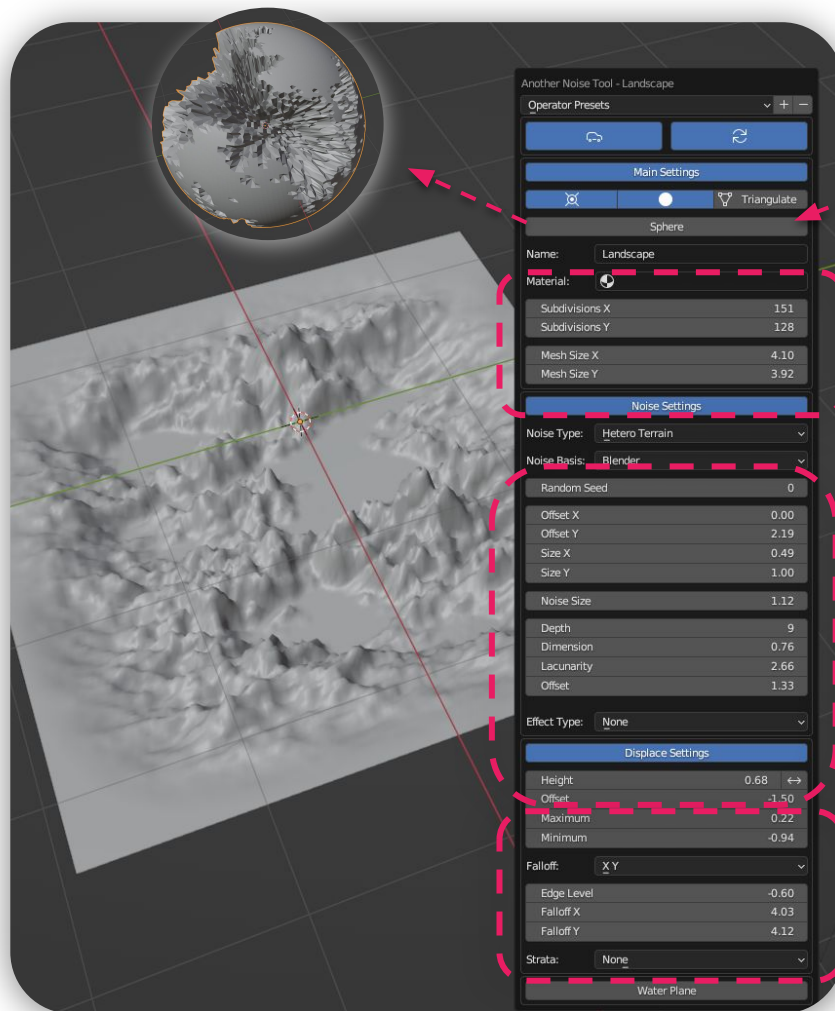 Another Noise Tool - Landscape
Operator Presets
Main Settings
Triangulate
Sphere
Name: Landscape
Material:
Subdivisions X 151
Subdivisions Y 128
Mesh Size X 4.10
Mesh Size Y 3.92
Noise Settings
Noise Type: Hetero Terrain
Noise Basis: Blender
Random Seed 0
Offset X 0.00
Offset Y 2.19
Size X 0.49
Size Y 1.00
Noise Size 1.12
Depth 9
Dimension 0.76
Lacunarity 2.66
Offset 1.33
Effect Type: None
Displace Settings
Height 0.68
Offset -1.50
Maximum 0.22
Minimum -0.94
Falloff: X Y
Edge Level -0.60
Falloff X 4.03
Falloff Y 4.12
Strata: None
Water Plane